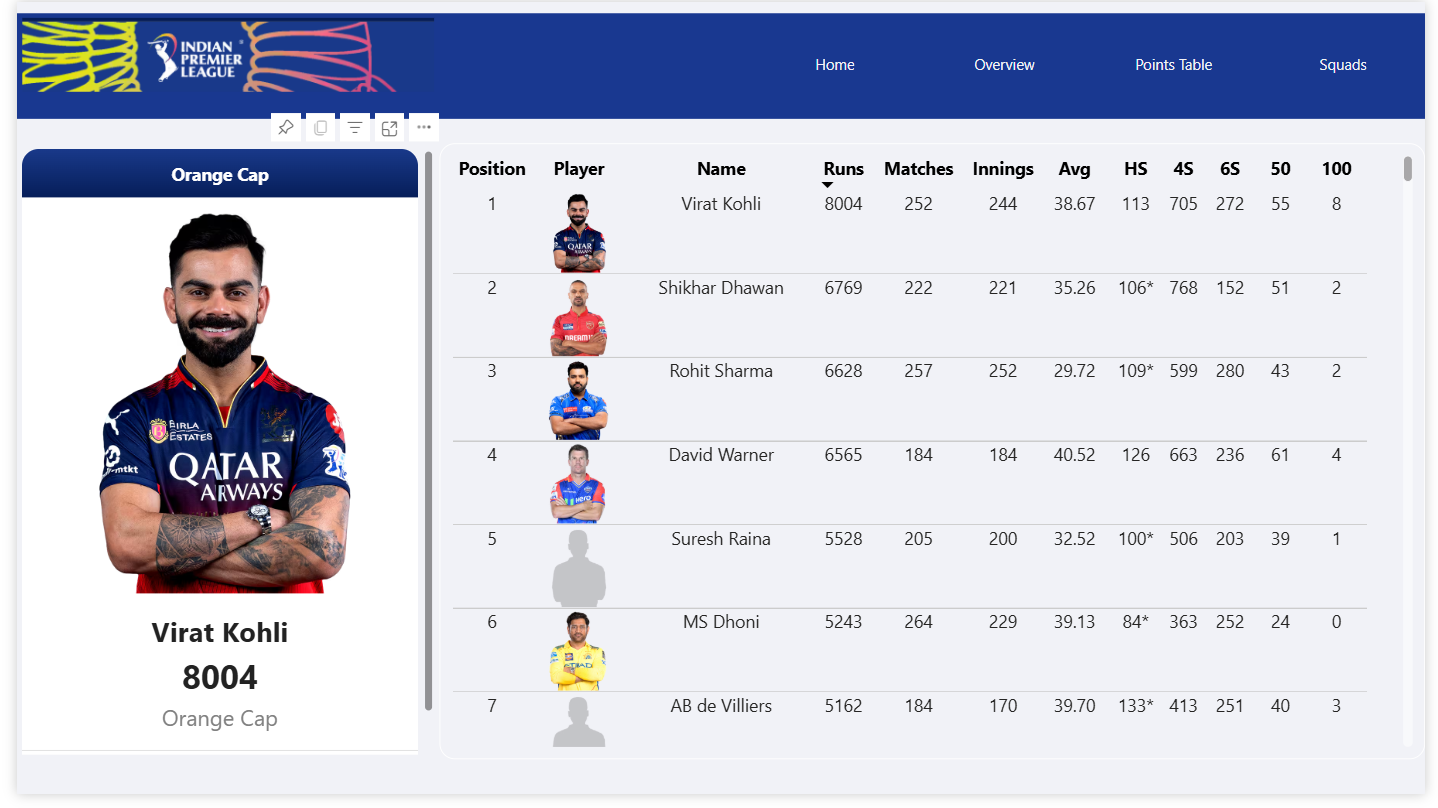 INDIAN
PREMIER
LEAGUE
Home Overview Points Table Squads
Orange Cap
BIRLA
ESTATES
QATAR
AIRWAYS
Virat Kohli
8004
Orange Cap
Position Player Name Runs Matches Innings Avg HS 4S 6S 50 100
1 Virat Kohli 8004 252 244 38.67 113 705 272 55 8
QATAR
2 Shikhar Dhawan 6769 222 221 35.26 106* 768 152 51 2
3 Rohit Sharma 6628 257 252 29.72 109* 599 280 43 2
4 David Warner 6565 184 184 40.52 126 663 236 61 4
5 Suresh Raina 5528 205 200 32.52 100* 506 203 39 1
6 MS Dhoni 5243 264 229 39.13 84* 363 252 24 0
7 AB de Villiers 5162 184 170 39.70 133* 413 251 40 3